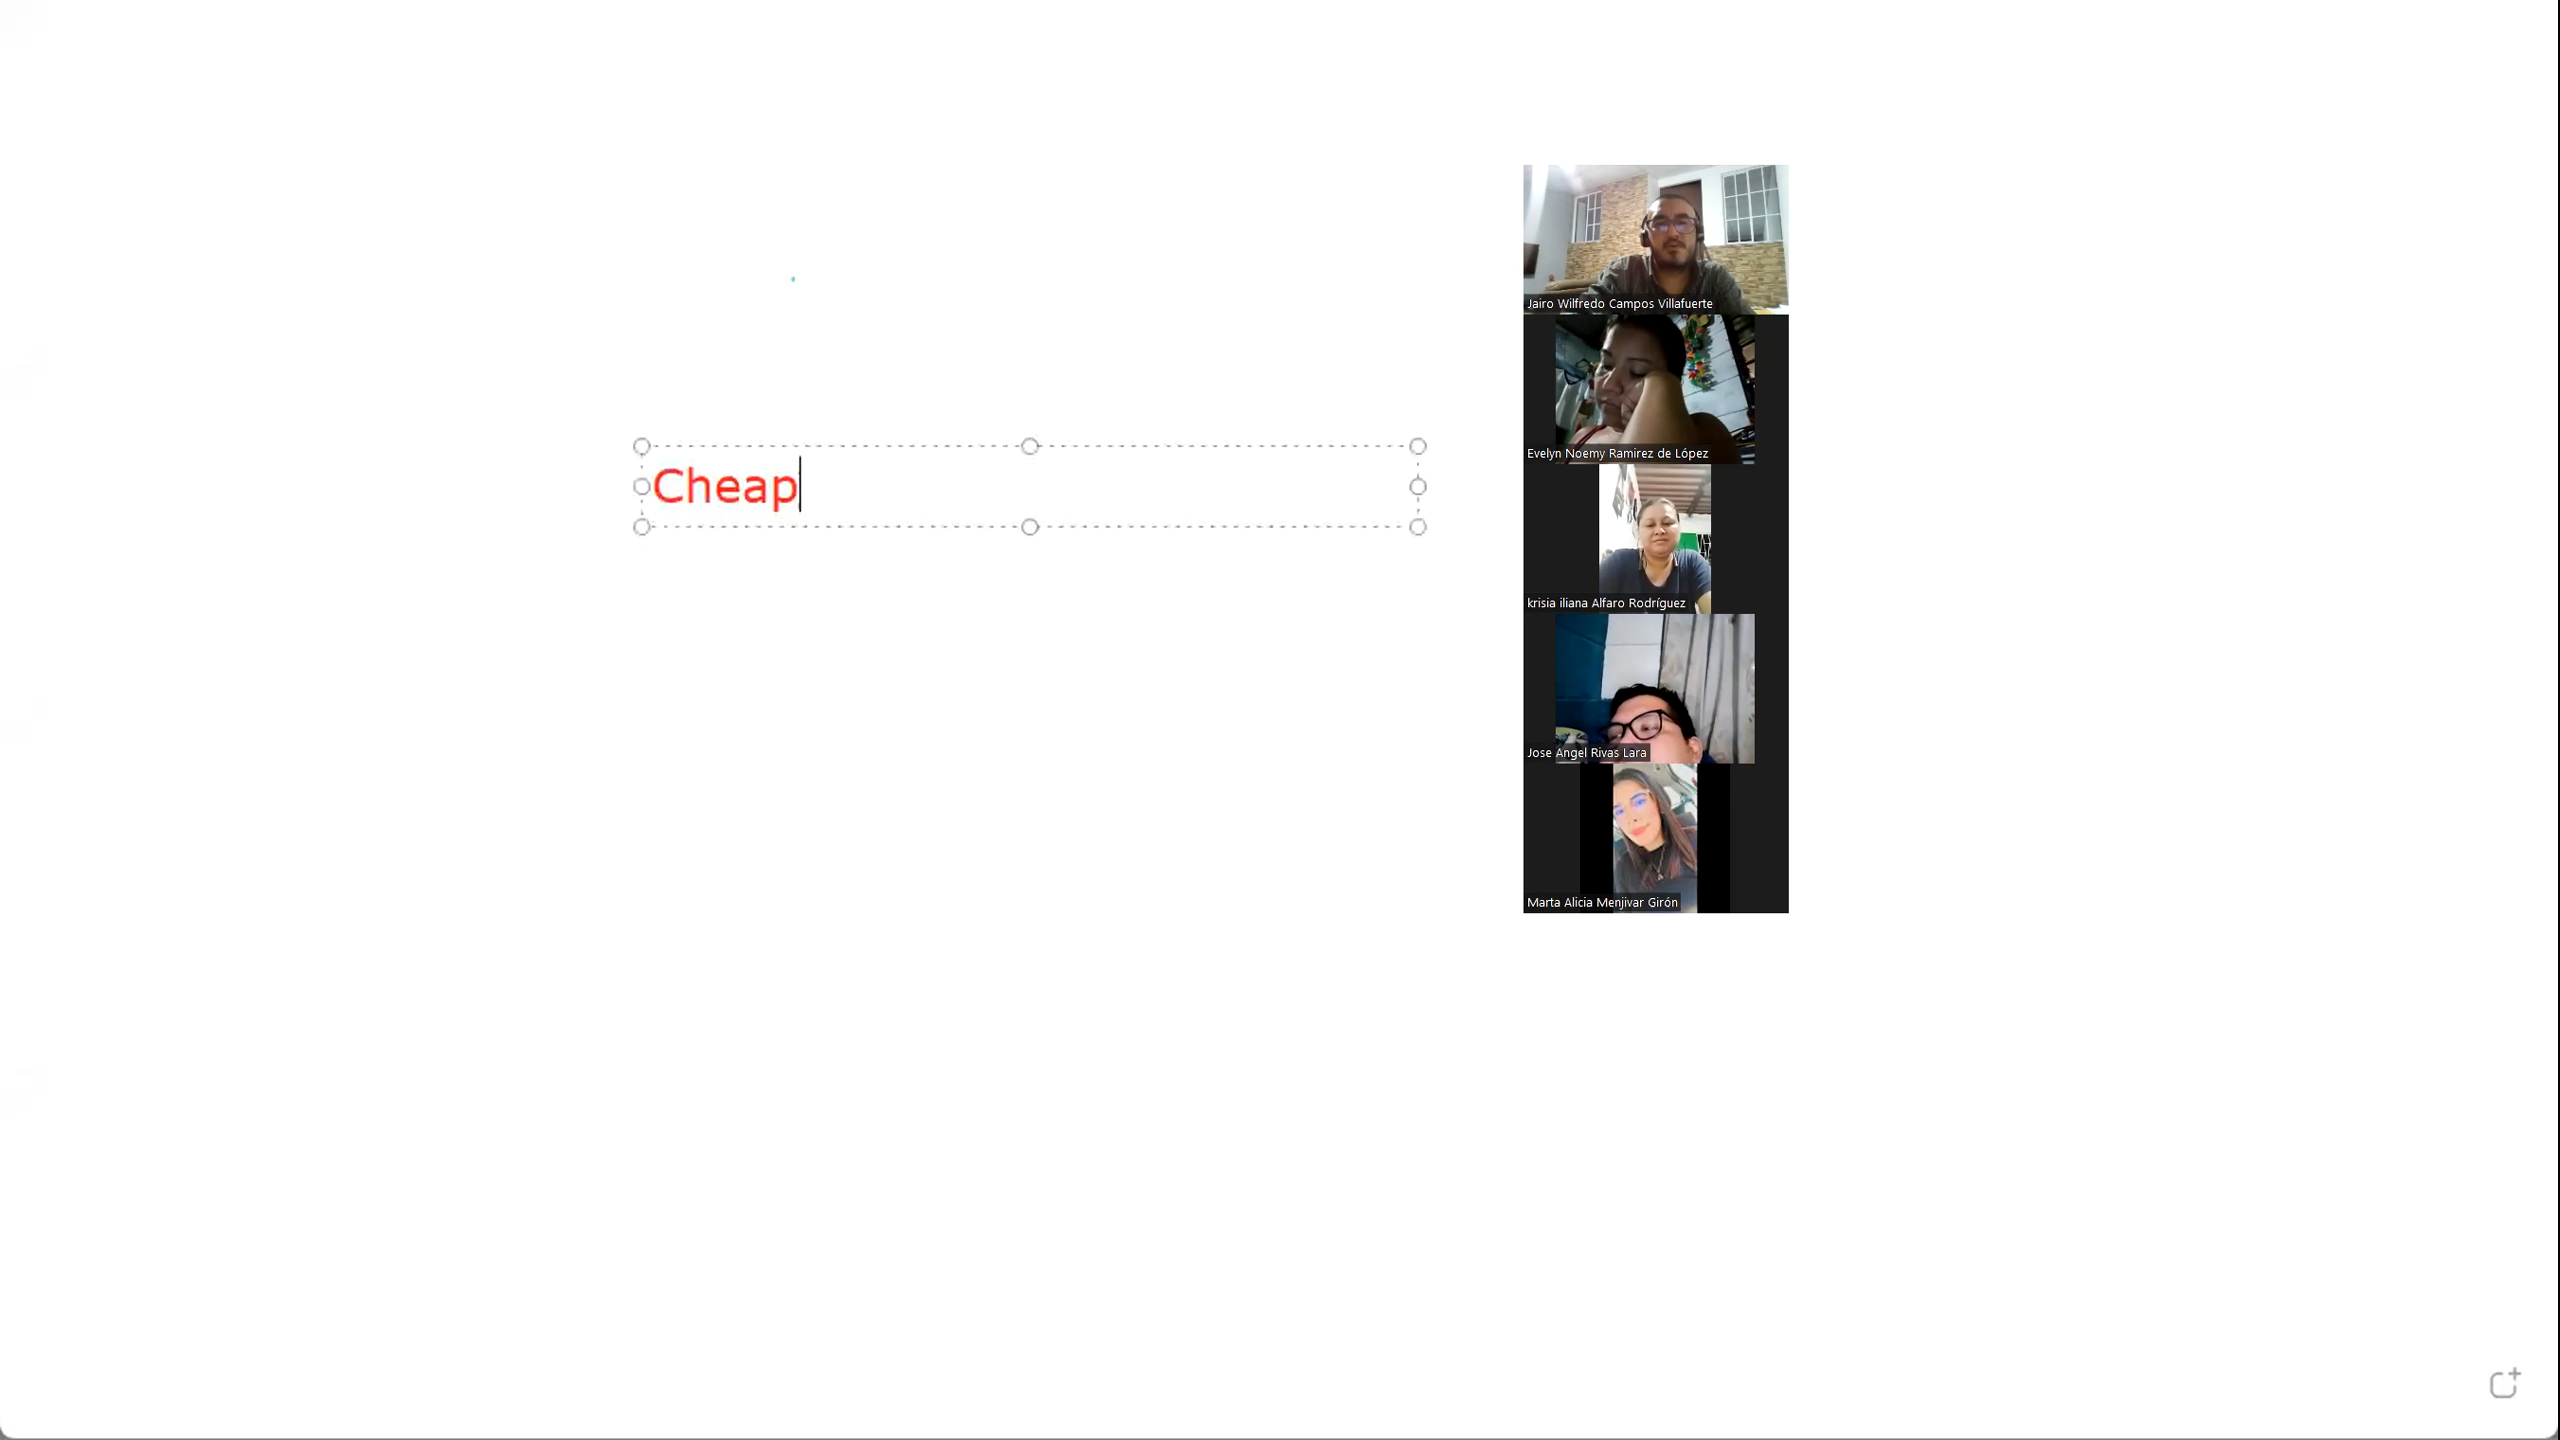 Cheap
Jairo Wilfredo Campos Villafuerte
Evelyn Noemy Ramirez de López
krisia iliana Alfaro Rodríguez
Jose Angel Rivas Lara
Marta Alicia Menjivar Girón